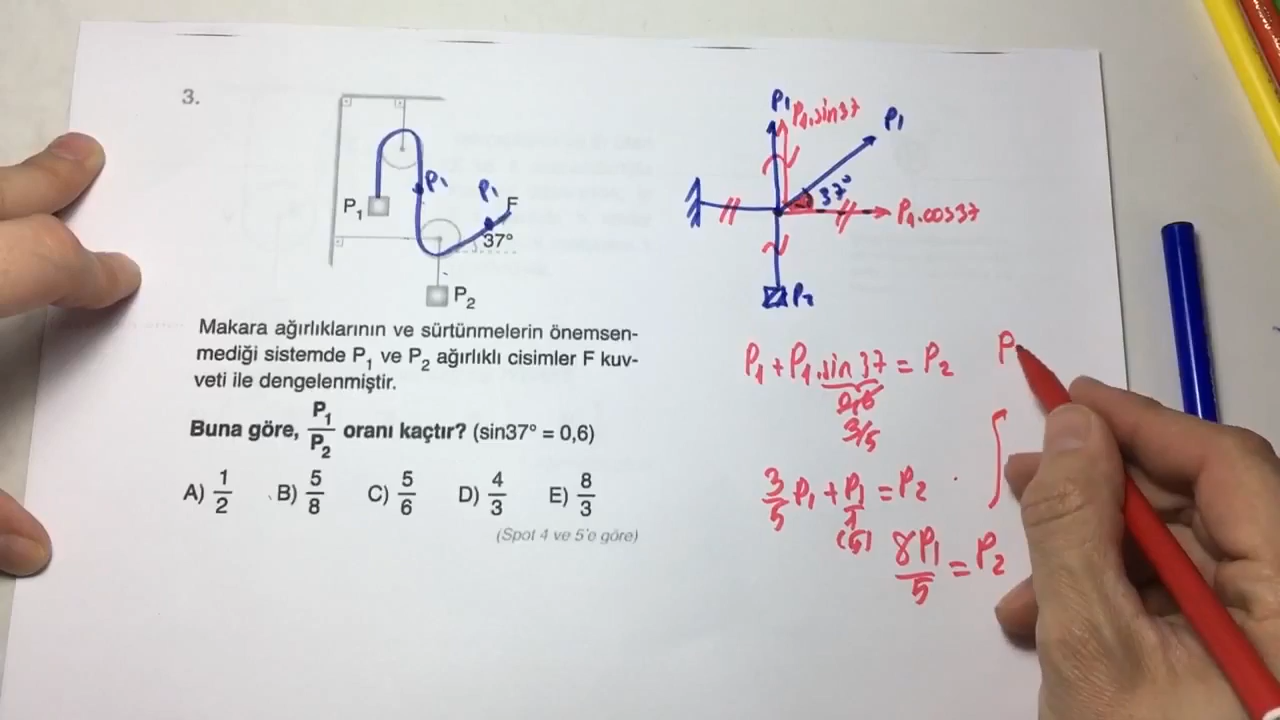 3.
P₁
P₁
P₁
F
37°
P₂
Makara ağırlıklarının ve sürtünmelerin önemsen-
mediği sistemde P₁ ve P₂ ağırlıklı cisimler F kuv-
veti ile dengelenmiştir.
Buna göre, P₁/P₂ oranı kaçtır? (sin37° = 0,6)
A) 1/2 B) 5/8 C) 5/6 D) 4/3 E) 8/3
(Spot 4 ve 5'e göre)
P₁
P₁.sin37
P₁
37°
P₁.cos37
P₂
P₁ + P₁.sin37 = P₂
0,6
3/5
3/5 P₁ + P₁/1 = P₂
(5)
8P₁/5 = P₂
P